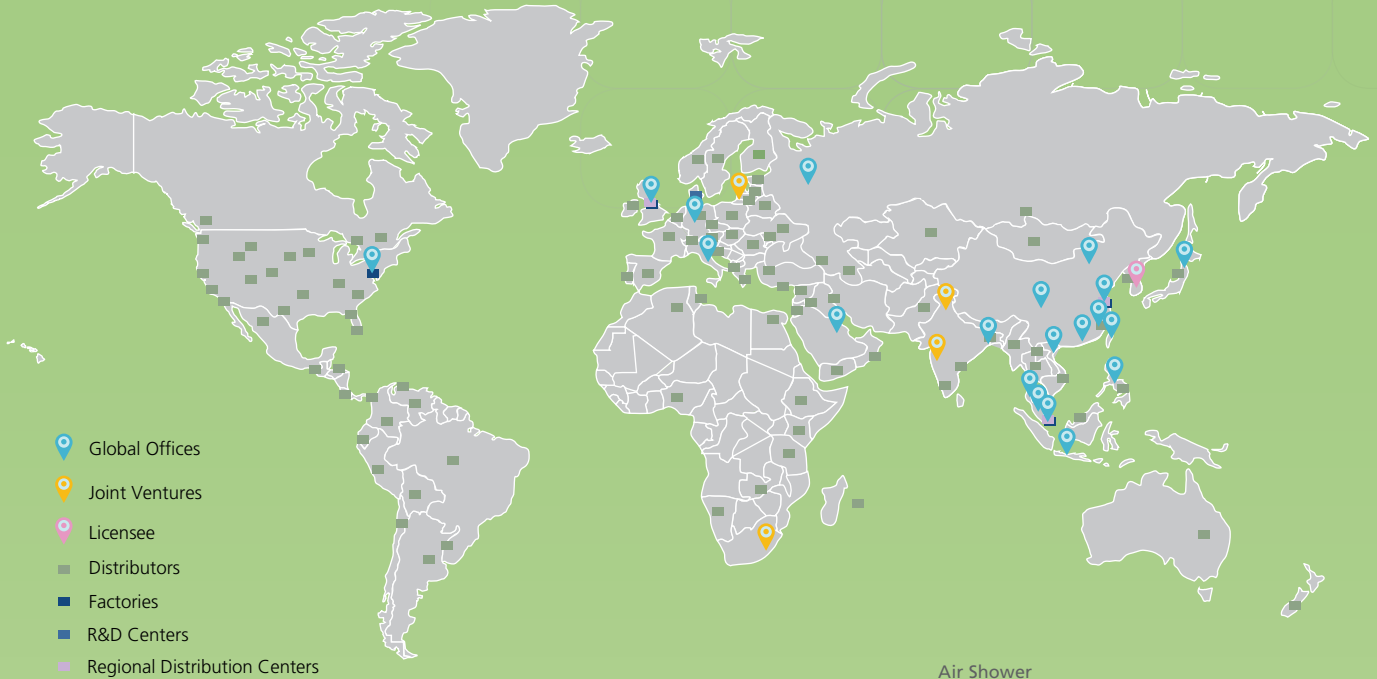 Global Offices
Joint Ventures
Licensee
Distributors
Factories
R&D Centers
Regional Distribution Centers
Air Shower